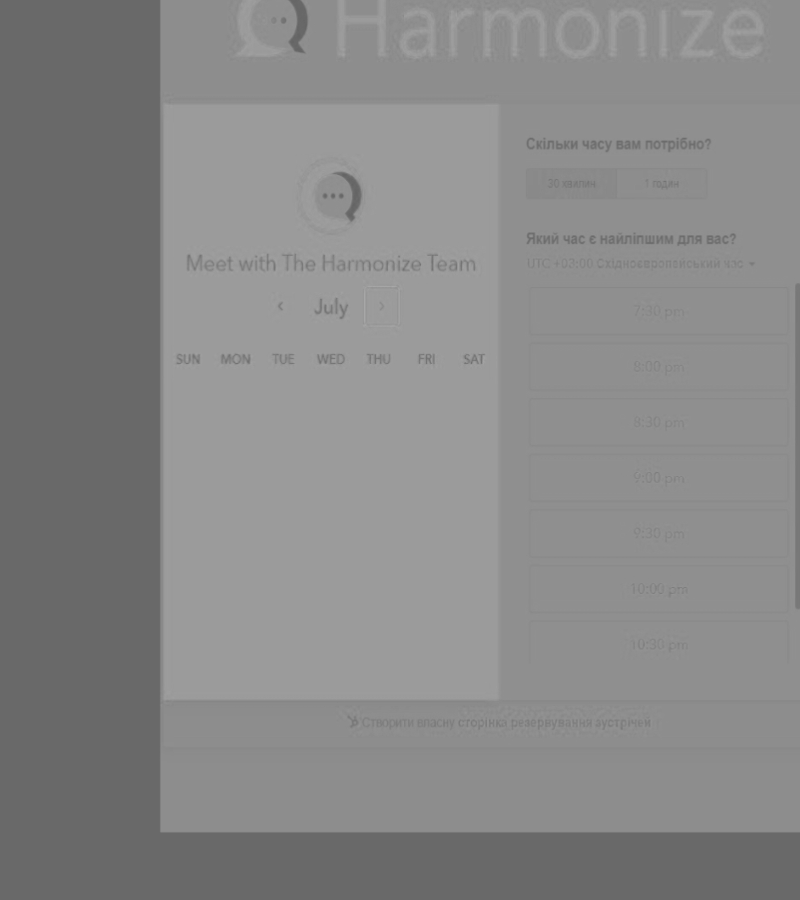 Harmonize
Meet with The Harmonize Team
‹ July ›
SUN MON TUE WED THU FRI SAT
Скільки часу вам потрібно?
30 хвилин 1 годин
Який час є найліпшим для вас?
UTC +03:00 Східноєвропейський час
7:30 pm
8:00 pm
8:30 pm
9:00 pm
9:30 pm
10:00 pm
10:30 pm
Створити власну сторінка резервування зустрічей